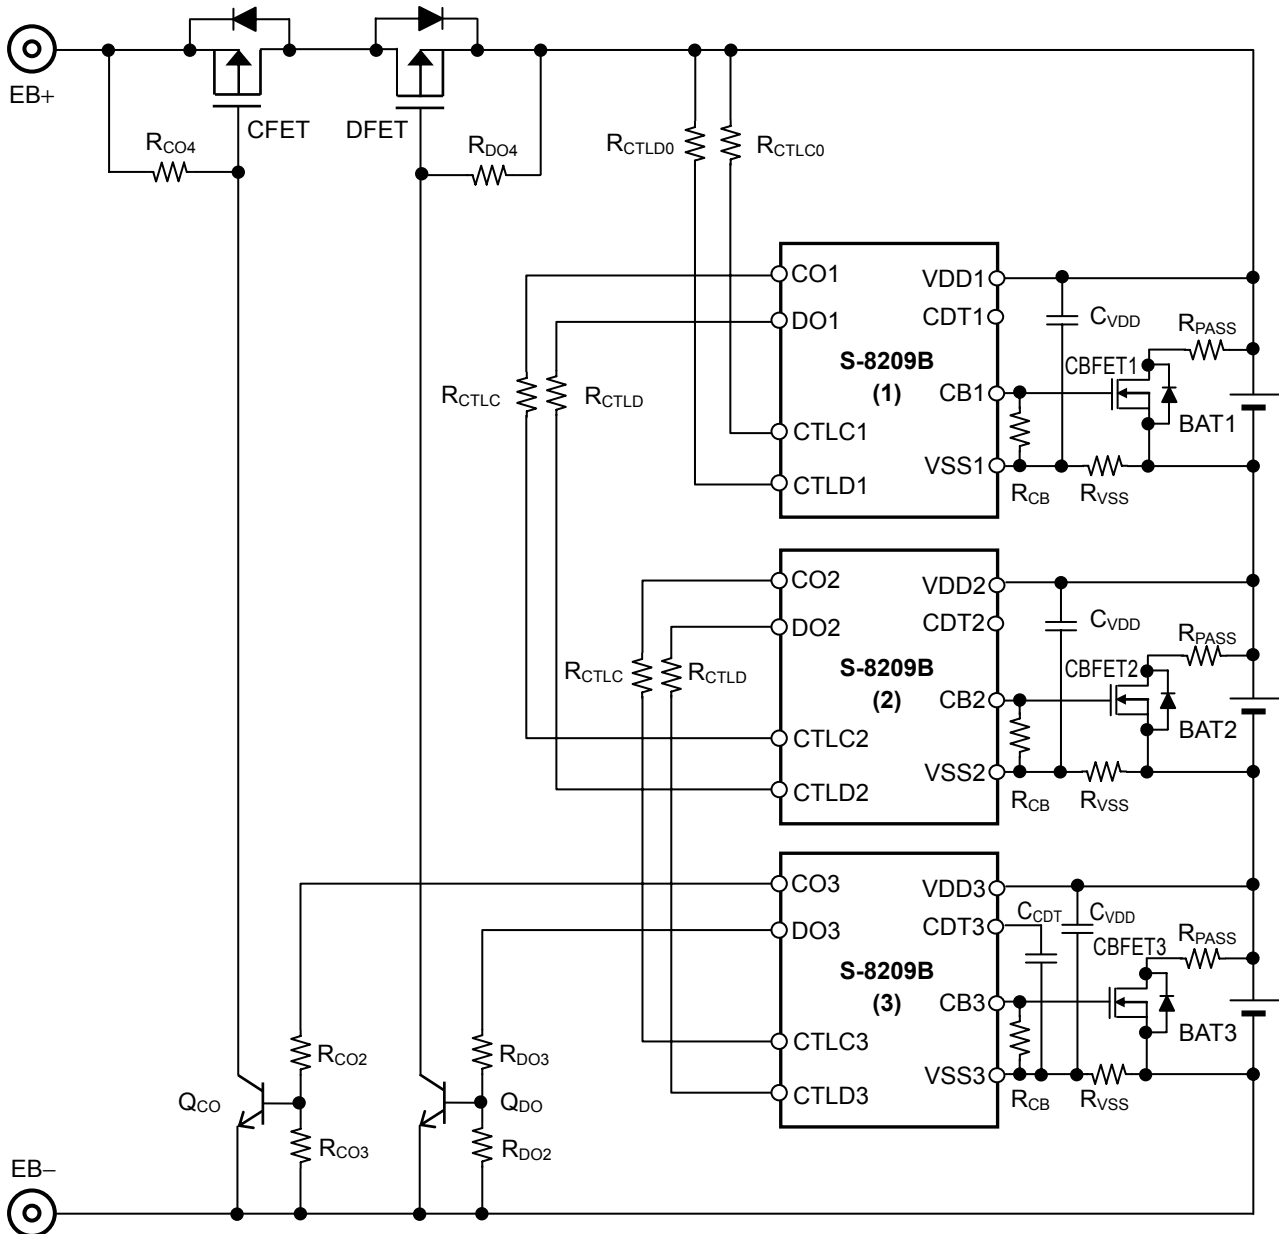 EB+
CFET
DFET
RCO4
RDO4
RCTLD0
RCTLC0
CO1
VDD1
DO1
CDT1
CVDD
RPASS
S-8209B
(1)
CBFET1
RCTLC
RCTLD
CB1
BAT1
CTLC1
VSS1
CTLD1
RCB
RVSS
CO2
VDD2
DO2
CDT2
CVDD
RPASS
S-8209B
(2)
CBFET2
RCTLC
RCTLD
CB2
BAT2
CTLC2
VSS2
CTLD2
RCB
RVSS
CO3
VDD3
DO3
CDT3
CCDT
CVDD
RPASS
S-8209B
(3)
CBFET3
CB3
BAT3
RCO2
RDO3
CTLC3
VSS3
CTLD3
RCB
RVSS
QCO
QDO
RCO3
RDO2
EB−